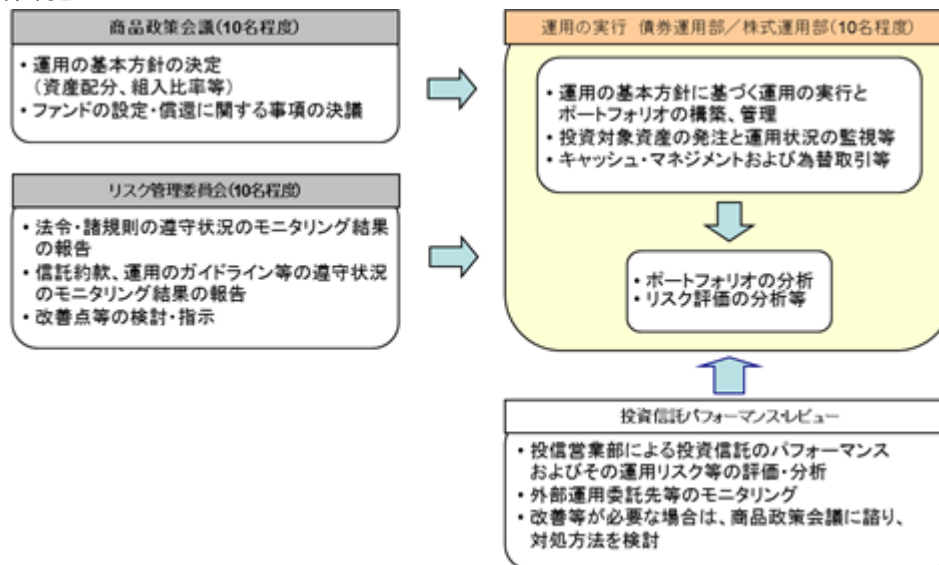 商品政策会議(10名程度)
・運用の基本方針の決定
(資産配分、組入比率等)
・ファンドの設定・償還に関する事項の決議
リスク管理委員会(10名程度)
・法令・諸規則の遵守状況のモニタリング結果
の報告
・信託約款、運用のガイドライン等の遵守状況
のモニタリング結果の報告
・改善点等の検討・指示
運用の実行 債券運用部/株式運用部(10名程度)
・運用の基本方針に基づく運用の実行と
ポートフォリオの構築、管理
・投資対象資産の発注と運用状況の監視等
・キャッシュ・マネジメントおよび為替取引等
・ポートフォリオの分析
・リスク評価の分析等
投資信託パフォーマンス・レビュー
・投信営業部による投資信託のパフォーマンス
およびその運用リスク等の評価・分析
・外部運用委託先等のモニタリング
・改善等が必要な場合は、商品政策会議に諮り、
対処方法を検討